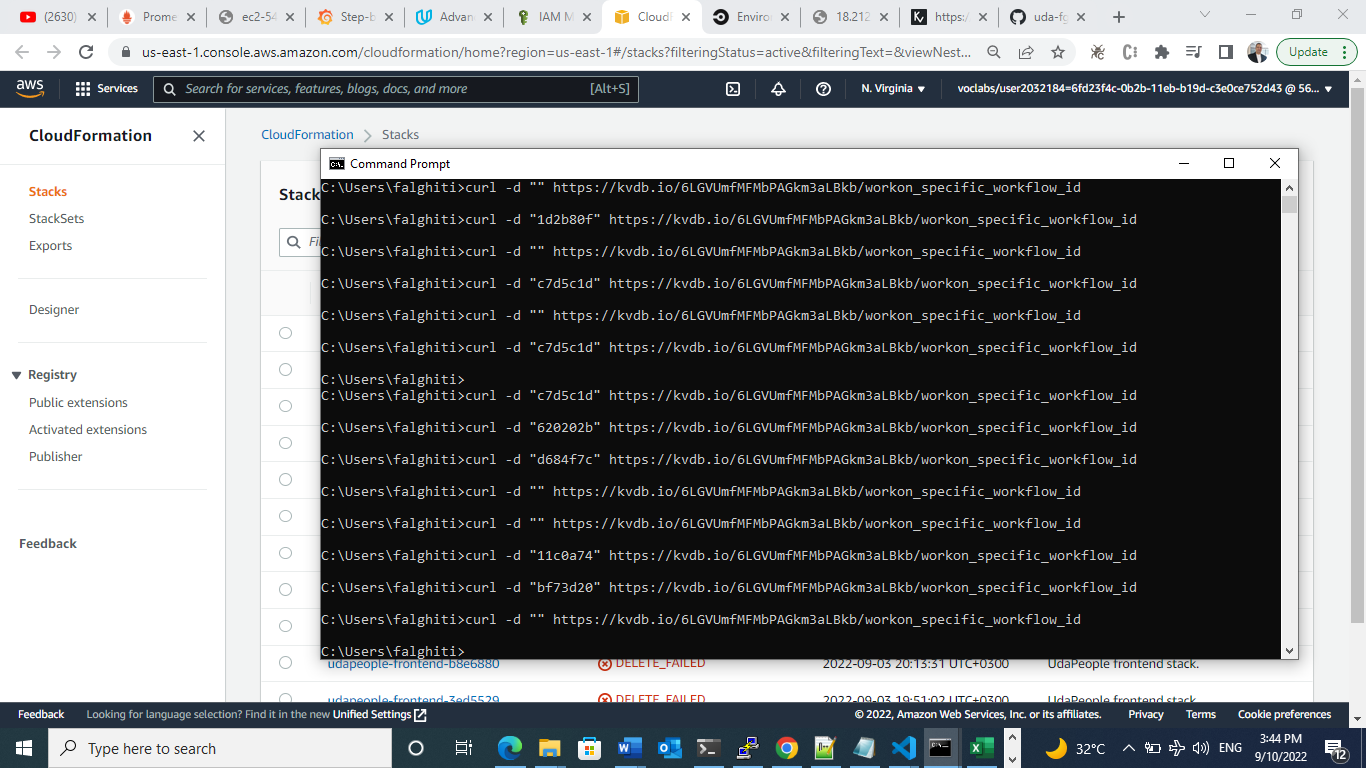 (2630)
Prome
ec2-54
Step-b
Advan
IAM M
CloudF
Enviro
18.212
https:/
uda-fg
us-east-1.console.aws.amazon.com/cloudformation/home?region=us-east-1#/stacks?filteringStatus=active&filteringText=&viewNest...
Update
aws
Services
Search for services, features, blogs, docs, and more
[Alt+S]
N. Virginia
voclabs/user2032184=6fd23f4c-0b2b-11eb-b19d-c3e0ce752d43 @ 56...
CloudFormation
CloudFormation
Stacks
Stacks
StackSets
Exports
Designer
Registry
Public extensions
Activated extensions
Publisher
Feedback
Stack
Command Prompt
C:\Users\falghiti>curl -d "" https://kvdb.io/6LGVUmfMFMbPAGkm3aLBkb/workon_specific_workflow_id
C:\Users\falghiti>curl -d "1d2b80f" https://kvdb.io/6LGVUmfMFMbPAGkm3aLBkb/workon_specific_workflow_id
C:\Users\falghiti>curl -d "" https://kvdb.io/6LGVUmfMFMbPAGkm3aLBkb/workon_specific_workflow_id
C:\Users\falghiti>curl -d "c7d5c1d" https://kvdb.io/6LGVUmfMFMbPAGkm3aLBkb/workon_specific_workflow_id
C:\Users\falghiti>curl -d "" https://kvdb.io/6LGVUmfMFMbPAGkm3aLBkb/workon_specific_workflow_id
C:\Users\falghiti>curl -d "c7d5c1d" https://kvdb.io/6LGVUmfMFMbPAGkm3aLBkb/workon_specific_workflow_id
C:\Users\falghiti>
C:\Users\falghiti>curl -d "c7d5c1d" https://kvdb.io/6LGVUmfMFMbPAGkm3aLBkb/workon_specific_workflow_id
C:\Users\falghiti>curl -d "620202b" https://kvdb.io/6LGVUmfMFMbPAGkm3aLBkb/workon_specific_workflow_id
C:\Users\falghiti>curl -d "d684f7c" https://kvdb.io/6LGVUmfMFMbPAGkm3aLBkb/workon_specific_workflow_id
C:\Users\falghiti>curl -d "" https://kvdb.io/6LGVUmfMFMbPAGkm3aLBkb/workon_specific_workflow_id
C:\Users\falghiti>curl -d "" https://kvdb.io/6LGVUmfMFMbPAGkm3aLBkb/workon_specific_workflow_id
C:\Users\falghiti>curl -d "11c0a74" https://kvdb.io/6LGVUmfMFMbPAGkm3aLBkb/workon_specific_workflow_id
C:\Users\falghiti>curl -d "bf73d20" https://kvdb.io/6LGVUmfMFMbPAGkm3aLBkb/workon_specific_workflow_id
C:\Users\falghiti>curl -d "" https://kvdb.io/6LGVUmfMFMbPAGkm3aLBkb/workon_specific_workflow_id
C:\Users\falghiti>
udapeople-frontend-b8e6880 DELETE_FAILED 2022-09-03 20:13:31 UTC+0300 UdaPeople frontend stack.
udapeople-frontend-3ed5529 DELETE_FAILED 2022-09-03 19:51:02 UTC+0300 UdaPeople frontend stack.
Feedback
Looking for language selection? Find it in the new Unified Settings
© 2022, Amazon Web Services, Inc. or its affiliates.
Privacy
Terms
Cookie preferences
Type here to search
32°C
ENG
3:44 PM
9/10/2022
12